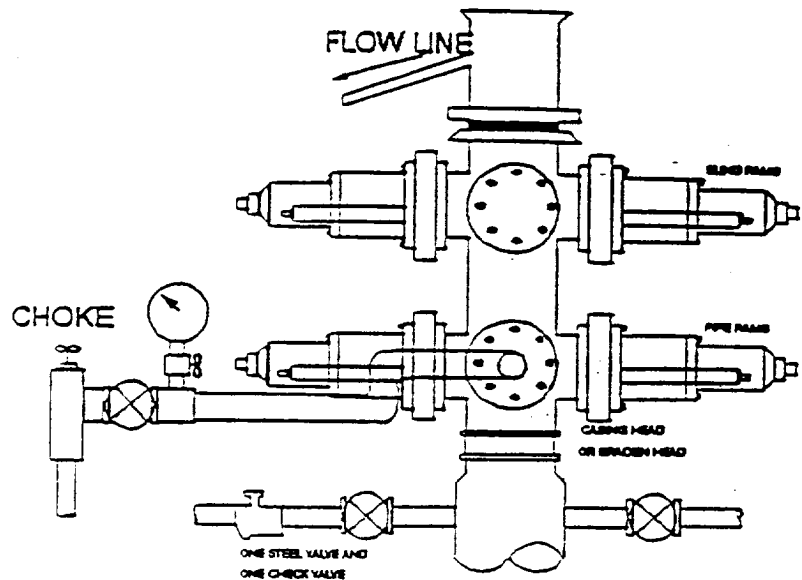 FLOW LINE
BLIND RAMS
CHOKE
PIPE RAMS
CASING HEAD
OR BRADEN HEAD
ONE STEEL VALVE AND
ONE CHECK VALVE